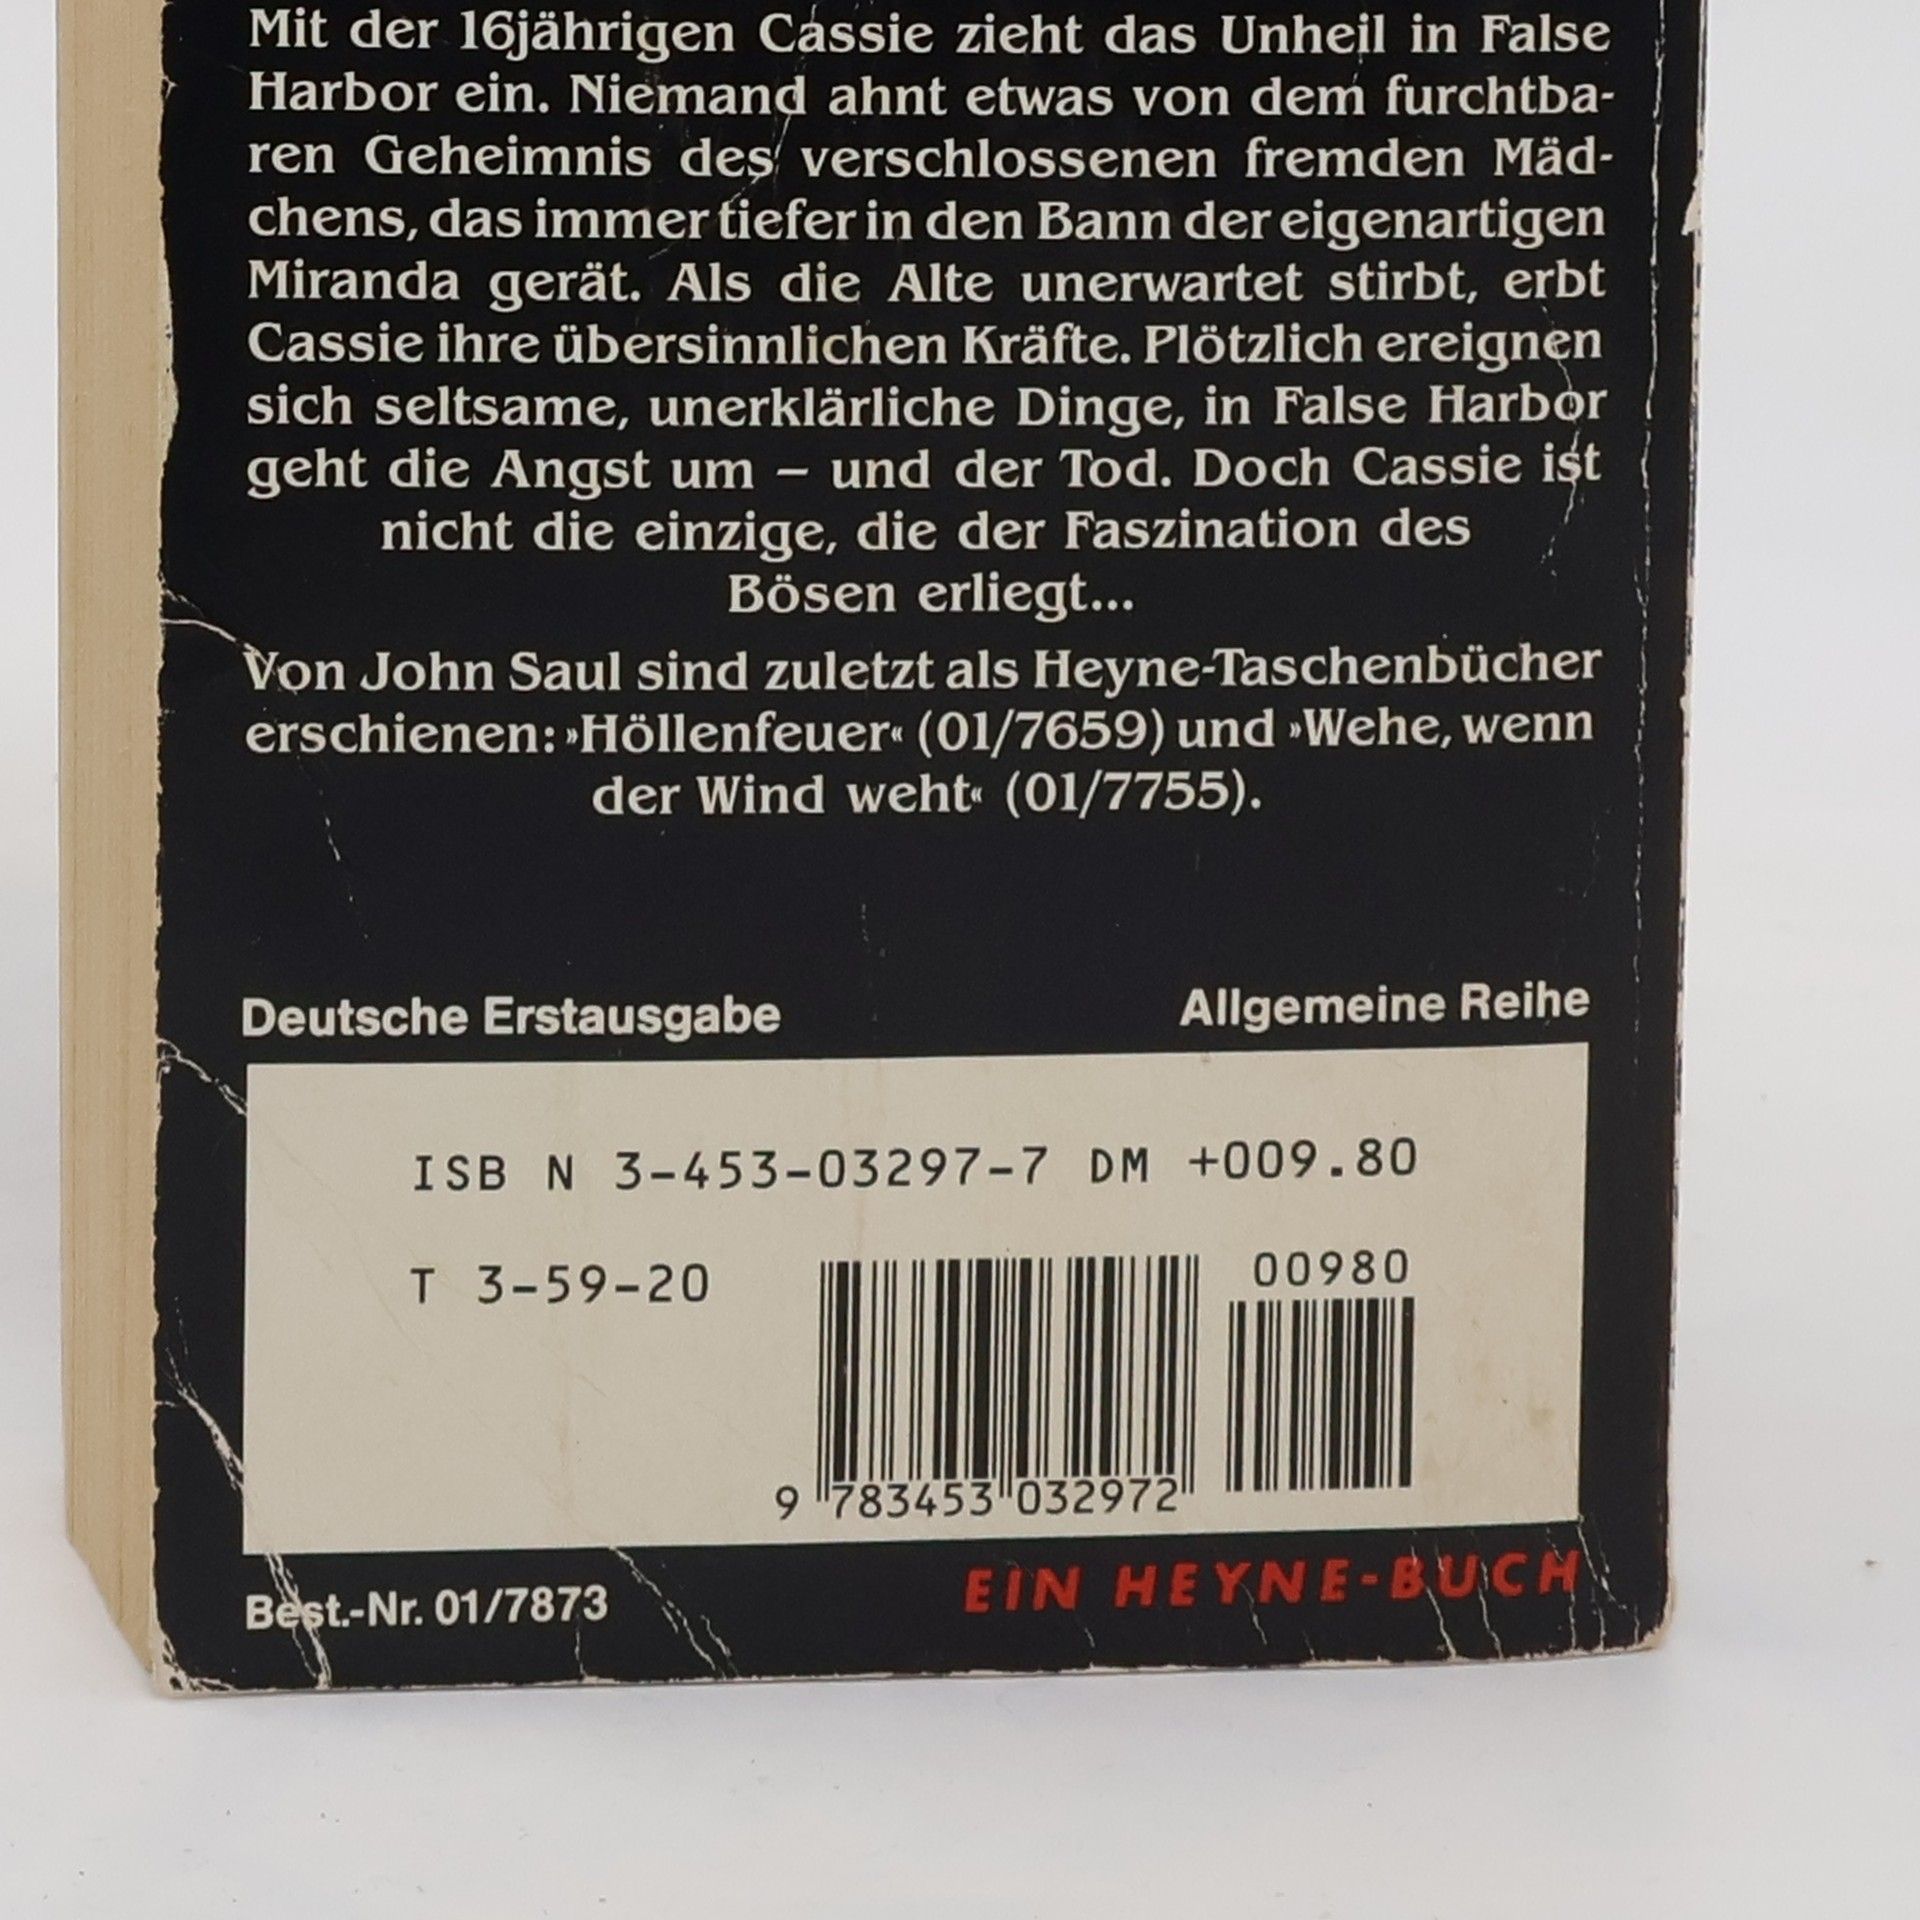 Mit der 16jährigen Cassie zieht das Unheil in False
Harbor ein. Niemand ahnt etwas von dem furchtba-
ren Geheimnis des verschlossenen fremden Mäd-
chens, das immer tiefer in den Bann der eigenartigen
Miranda gerät. Als die Alte unerwartet stirbt, erbt
Cassie ihre übersinnlichen Kräfte. Plötzlich ereignen
sich seltsame, unerklärliche Dinge, in False Harbor
geht die Angst um – und der Tod. Doch Cassie ist
nicht die einzige, die der Faszination des
Bösen erliegt...
Von John Saul sind zuletzt als Heyne-Taschenbücher
erschienen: »Höllenfeuer« (01/7659) und »Wehe, wenn
der Wind weht« (01/7755).
Deutsche Erstausgabe
Allgemeine Reihe
ISB N 3-453-03297-7 DM +009.80
T 3-59-20
00980
9 783453 032972
Best.-Nr. 01/7873
EIN HEYNE-BUCH